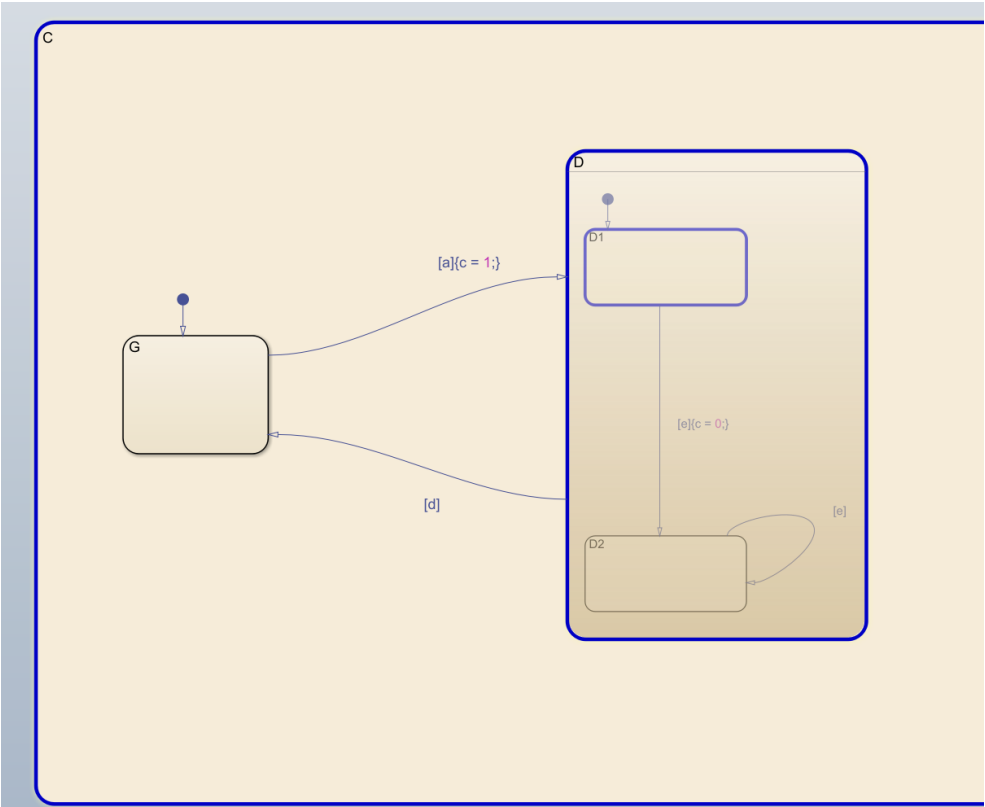 C
D
D1
[a]{c = 1;}
G
[e]{c = 0;}
[d]
[e]
D2